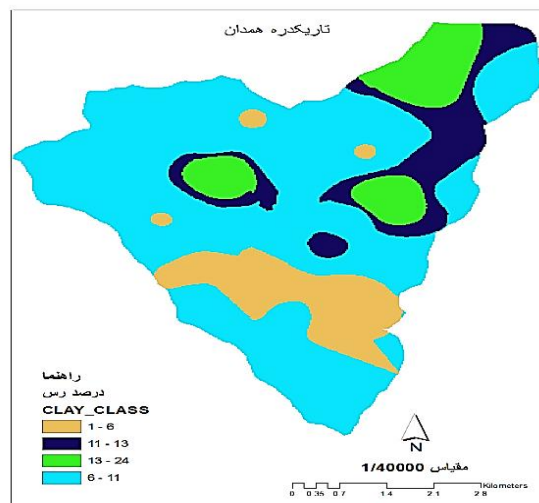 تاریکدره همدان
راهنما
درصد رس
CLAY_CLASS
1 - 6
11 - 13
13 - 24
6 - 11
N
مقیاس 1/40000
Kilometers
0 0.35 0.7 1.4 2.1 2.8